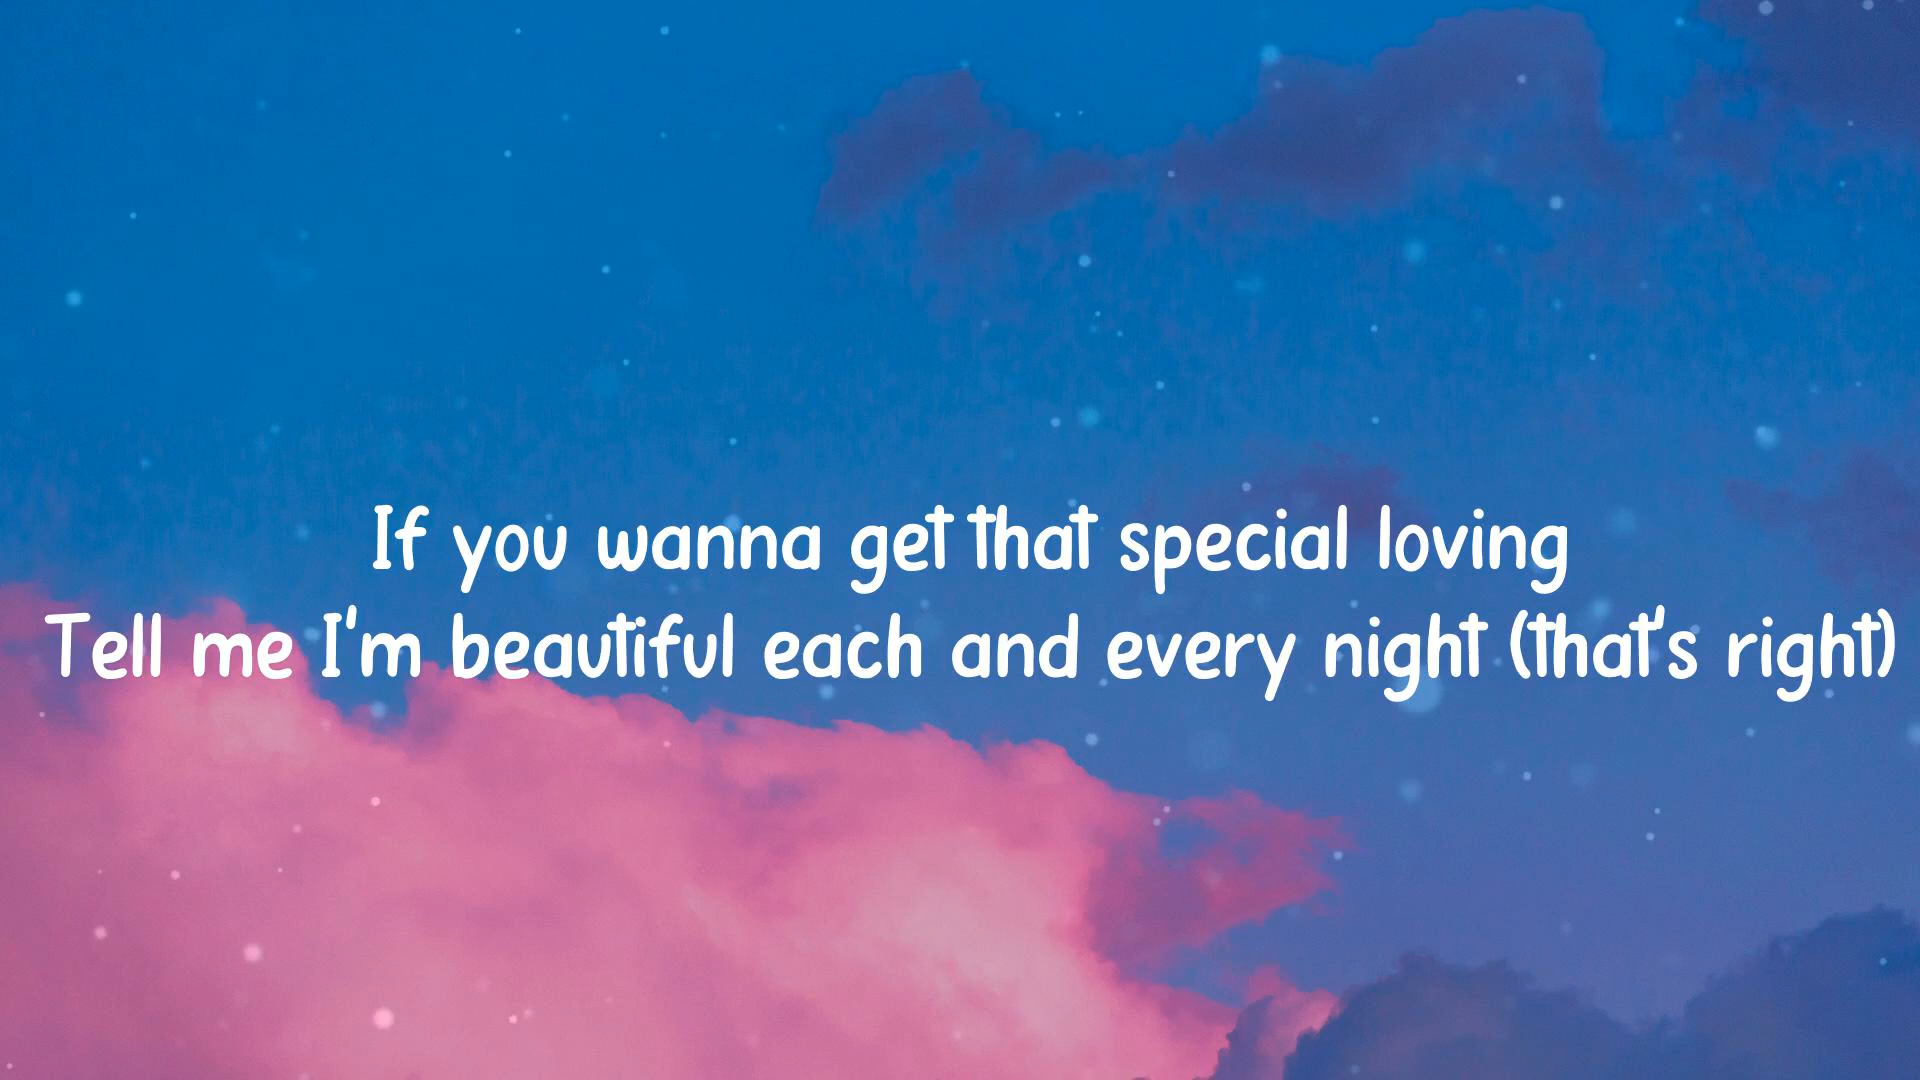 If you wanna get that special loving
Tell me I'm beautiful each and every night (that's right)